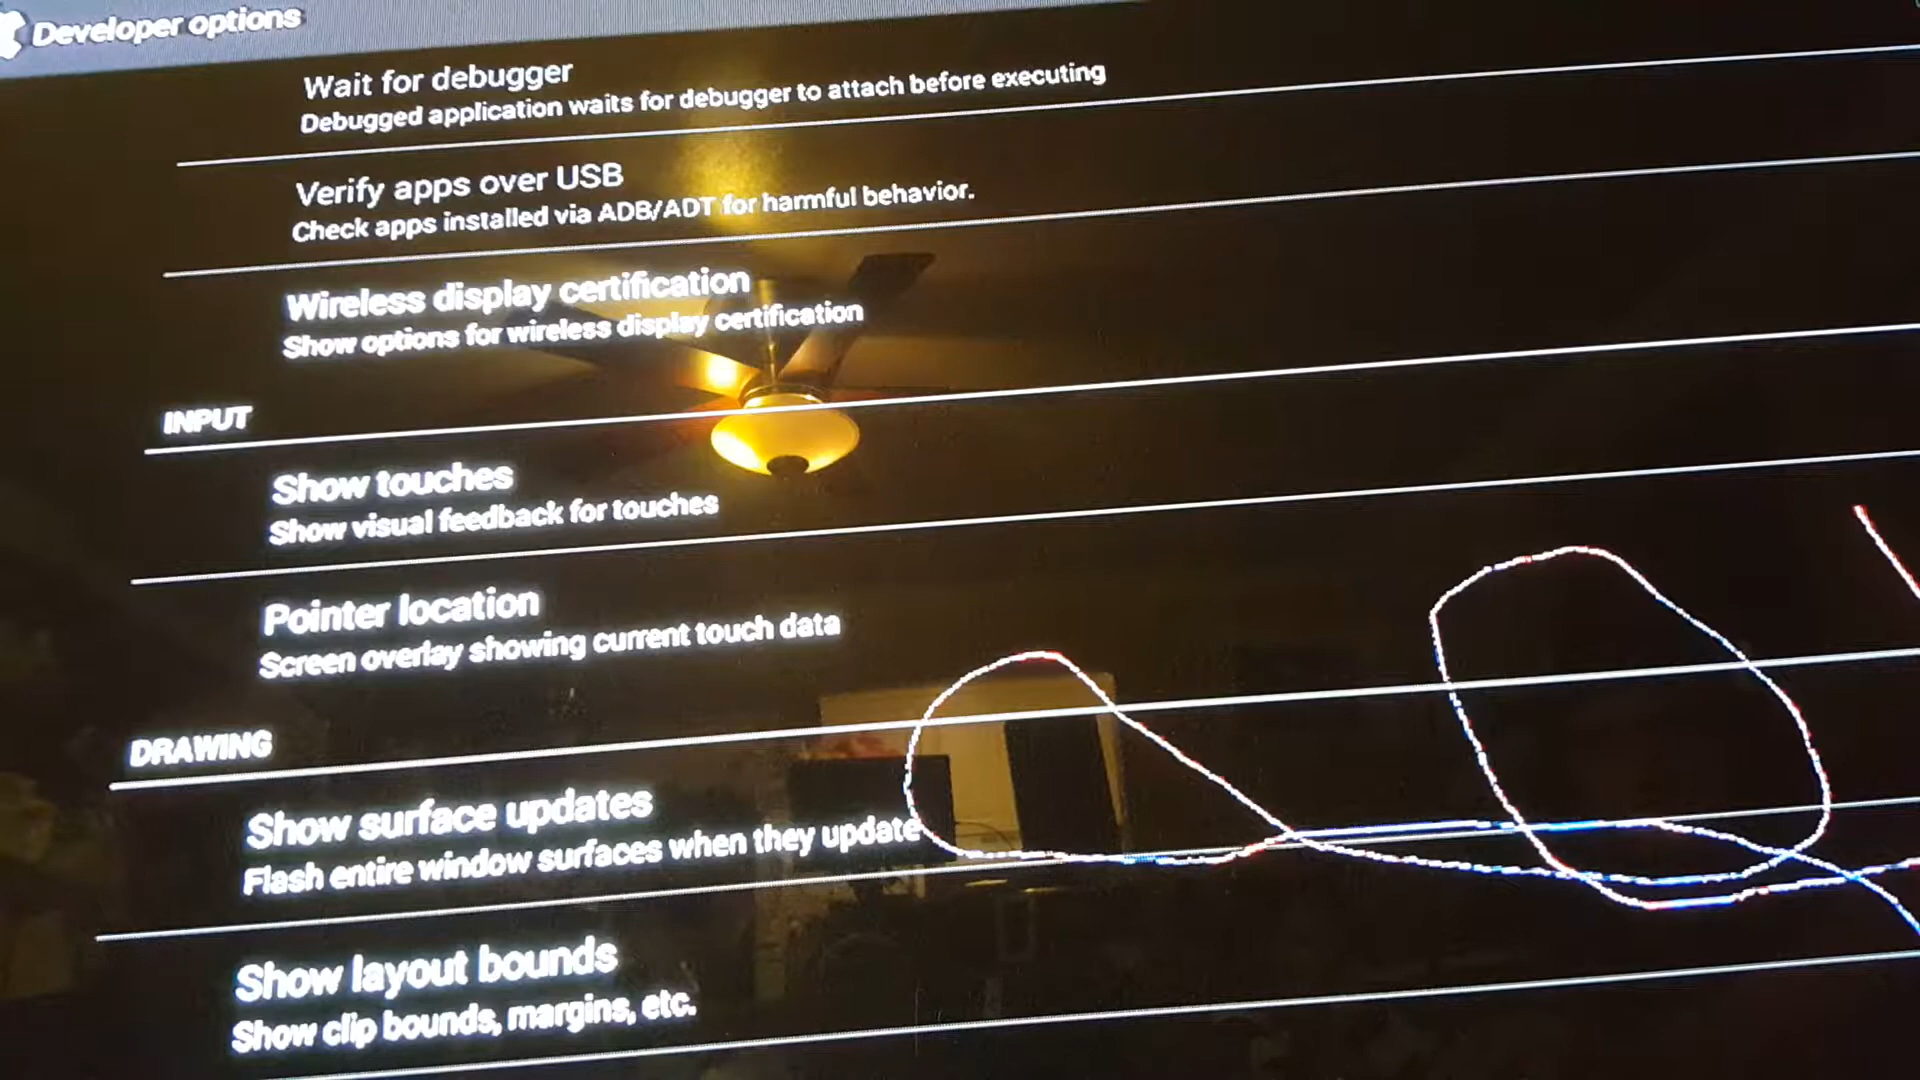 Developer options
Wait for debugger
Debugged application waits for debugger to attach before executing
Verify apps over USB
Check apps installed via ADB/ADT for harmful behavior.
Wireless display certification
Show options for wireless display certification
INPUT
Show touches
Show visual feedback for touches
Pointer location
Screen overlay showing current touch data
DRAWING
Show surface updates
Flash entire window surfaces when they update
Show layout bounds
Show clip bounds, margins, etc.